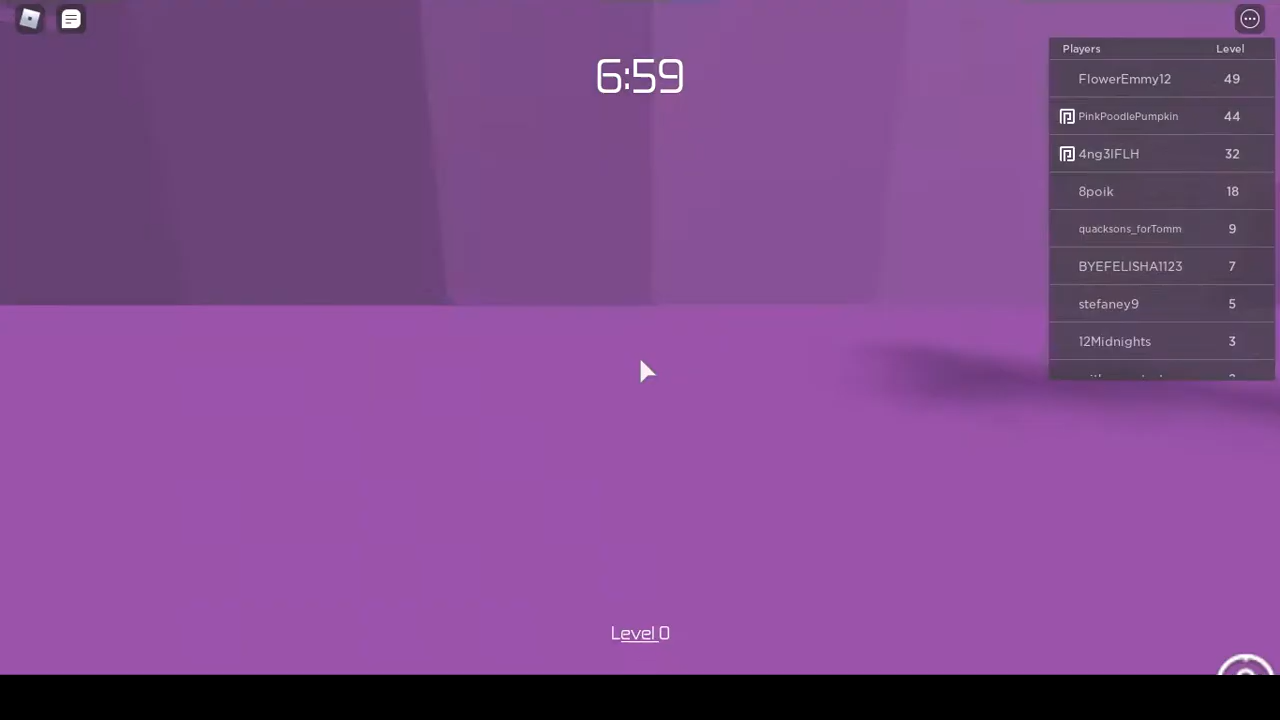 6:59
Players Level
FlowerEmmy12 49
PinkPoodlePumpkin 44
4ng3lFLH 32
8poik 18
quacksons_forTomm 9
BYEFELISHA1123 7
stefaney9 5
12Midnights 3
Level 0